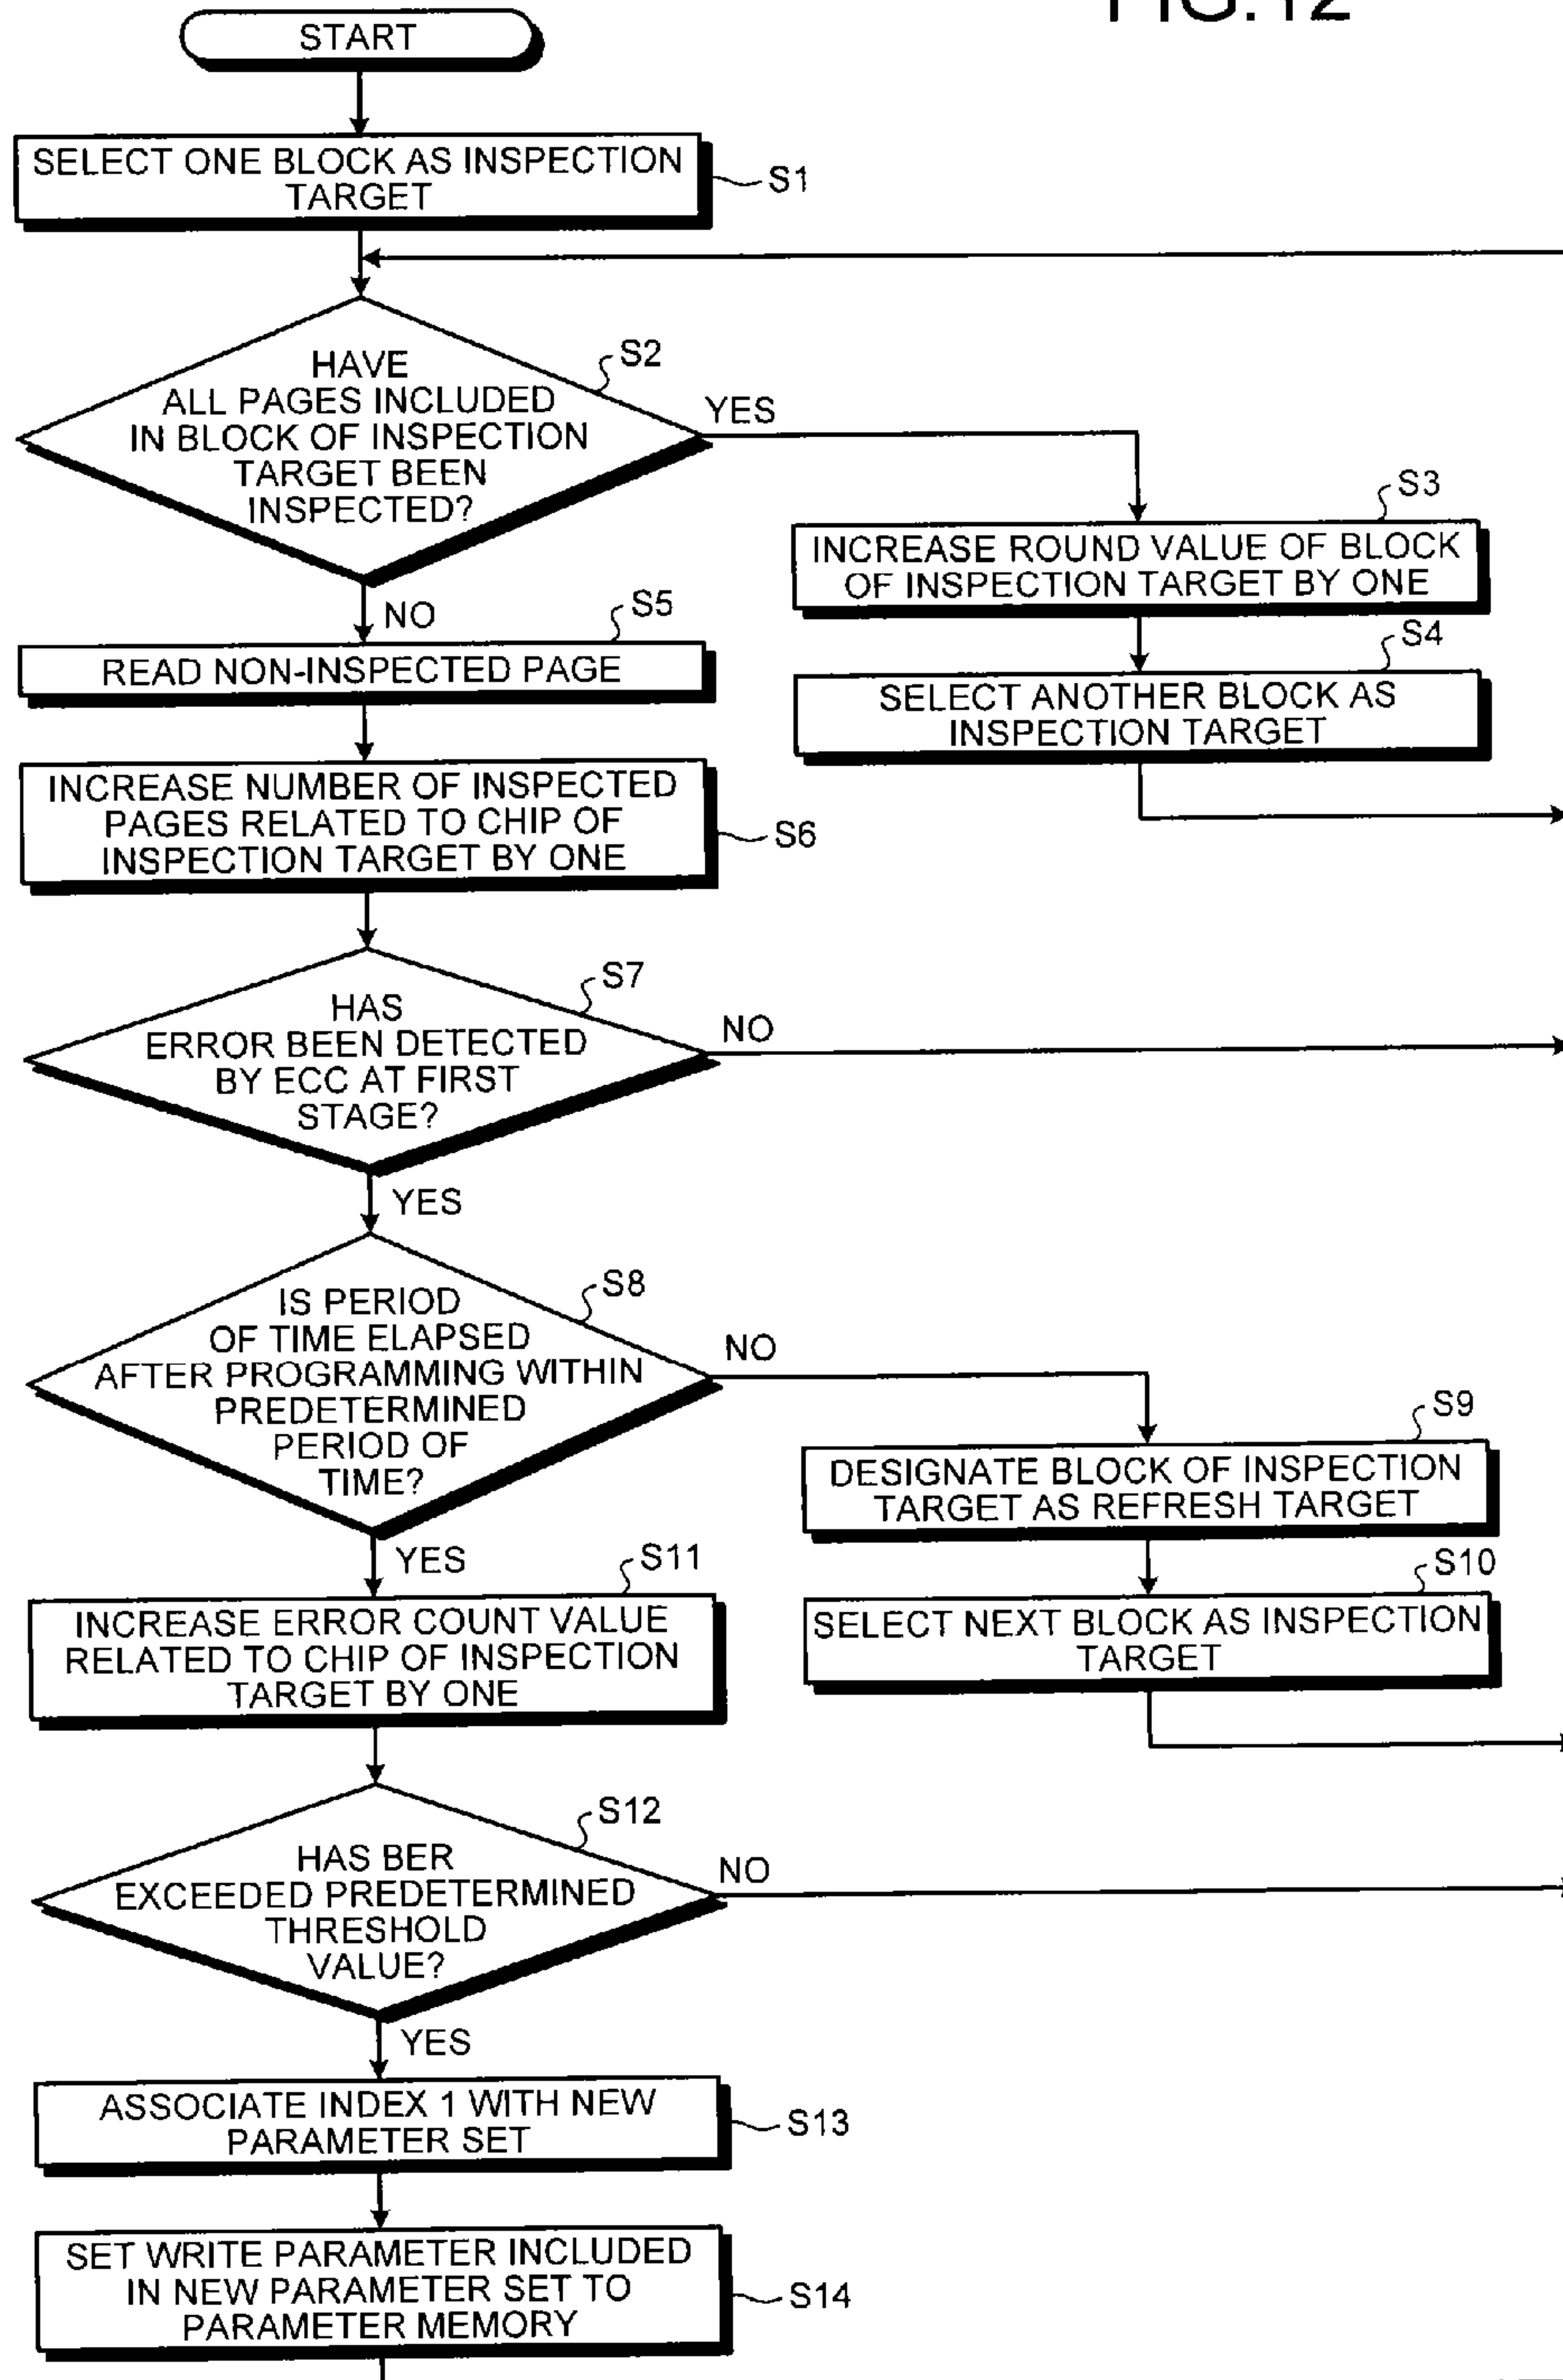 FIG.12
START
SELECT ONE BLOCK AS INSPECTION
TARGET
S1
HAVE
ALL PAGES INCLUDED
IN BLOCK OF INSPECTION
TARGET BEEN
INSPECTED?
S2
YES
NO
S3
INCREASE ROUND VALUE OF BLOCK
OF INSPECTION TARGET BY ONE
S4
SELECT ANOTHER BLOCK AS
INSPECTION TARGET
S5
READ NON-INSPECTED PAGE
INCREASE NUMBER OF INSPECTED
PAGES RELATED TO CHIP OF
INSPECTION TARGET BY ONE
S6
S7
HAS
ERROR BEEN DETECTED
BY ECC AT FIRST
STAGE?
NO
YES
S8
IS PERIOD
OF TIME ELAPSED
AFTER PROGRAMMING WITHIN
PREDETERMINED
PERIOD OF
TIME?
NO
YES
S9
DESIGNATE BLOCK OF INSPECTION
TARGET AS REFRESH TARGET
S10
SELECT NEXT BLOCK AS INSPECTION
TARGET
S11
INCREASE ERROR COUNT VALUE
RELATED TO CHIP OF INSPECTION
TARGET BY ONE
S12
HAS BER
EXCEEDED PREDETERMINED
THRESHOLD
VALUE?
NO
YES
ASSOCIATE INDEX 1 WITH NEW
PARAMETER SET
S13
SET WRITE PARAMETER INCLUDED
IN NEW PARAMETER SET TO
PARAMETER MEMORY
S14